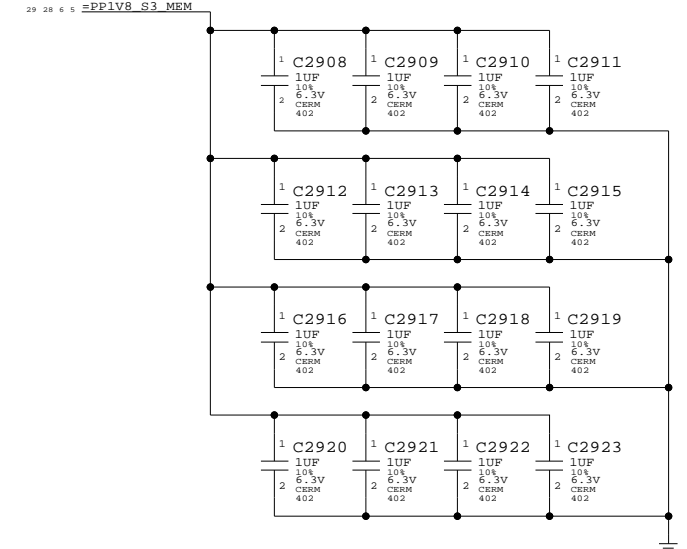 29 28 6 5 =PP1V8_S3_MEM
1 C2908 1 C2909 1 C2910 1 C2911
1UF 1UF 1UF 1UF
10% 10% 10% 10%
2 6.3V 2 6.3V 2 6.3V 2 6.3V
CERM CERM CERM CERM
402 402 402 402
1 C2912 1 C2913 1 C2914 1 C2915
1UF 1UF 1UF 1UF
10% 10% 10% 10%
2 6.3V 2 6.3V 2 6.3V 2 6.3V
CERM CERM CERM CERM
402 402 402 402
1 C2916 1 C2917 1 C2918 1 C2919
1UF 1UF 1UF 1UF
10% 10% 10% 10%
2 6.3V 2 6.3V 2 6.3V 2 6.3V
CERM CERM CERM CERM
402 402 402 402
1 C2920 1 C2921 1 C2922 1 C2923
1UF 1UF 1UF 1UF
10% 10% 10% 10%
2 6.3V 2 6.3V 2 6.3V 2 6.3V
CERM CERM CERM CERM
402 402 402 402